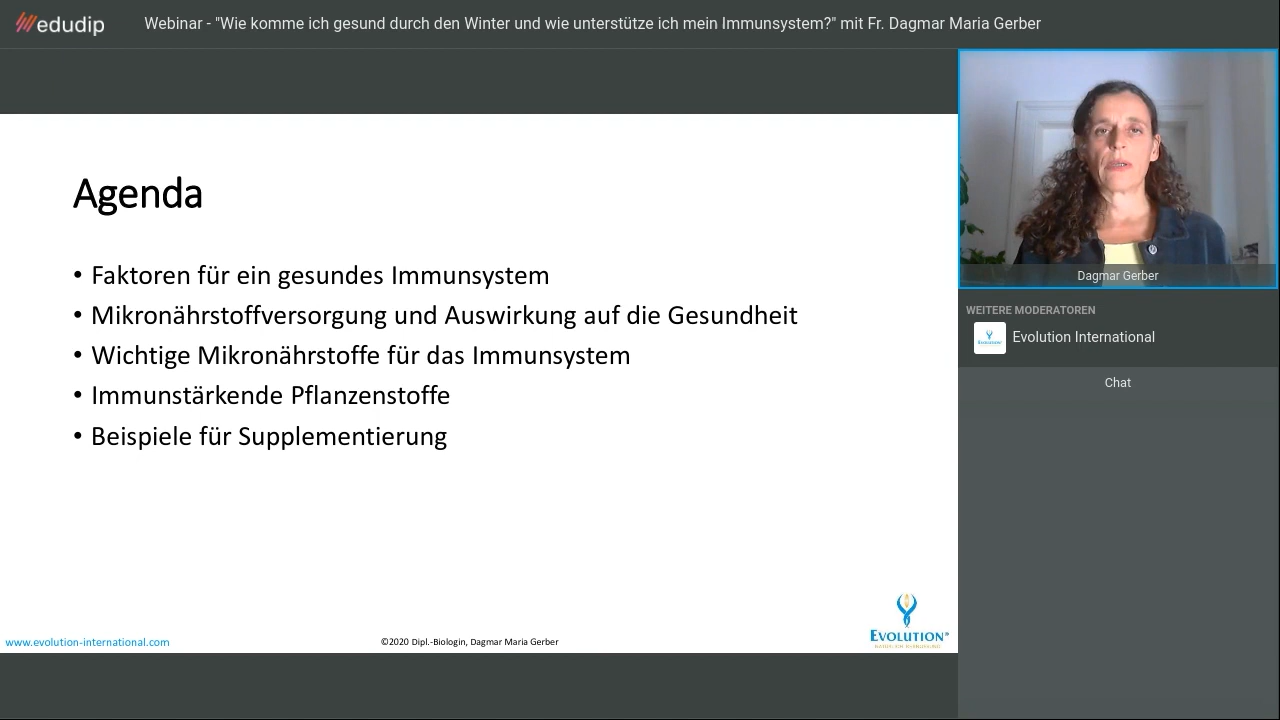 edudip
Webinar - "Wie komme ich gesund durch den Winter und wie unterstütze ich mein Immunsystem?" mit Fr. Dagmar Maria Gerber
Agenda
• Faktoren für ein gesundes Immunsystem
• Mikronährstoffversorgung und Auswirkung auf die Gesundheit
• Wichtige Mikronährstoffe für das Immunsystem
• Immunstärkende Pflanzenstoffe
• Beispiele für Supplementierung
www.evolution-international.com
©2020 Dipl.-Biologin, Dagmar Maria Gerber
EVOLUTION®
Dagmar Gerber
WEITERE MODERATOREN
Evolution International
Chat